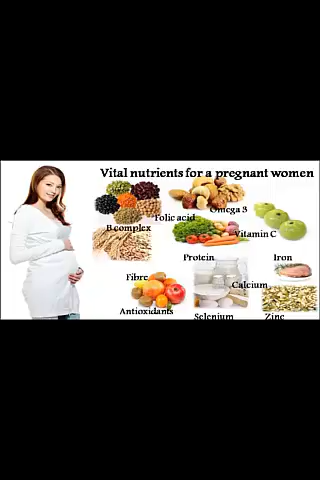 Vital nutrients for a pregnant women
Omega 3
Folic acid
B complex
Vitamin C
Protein
Iron
Fibre
Calcium
Antioxidants
Selenium
Zinc